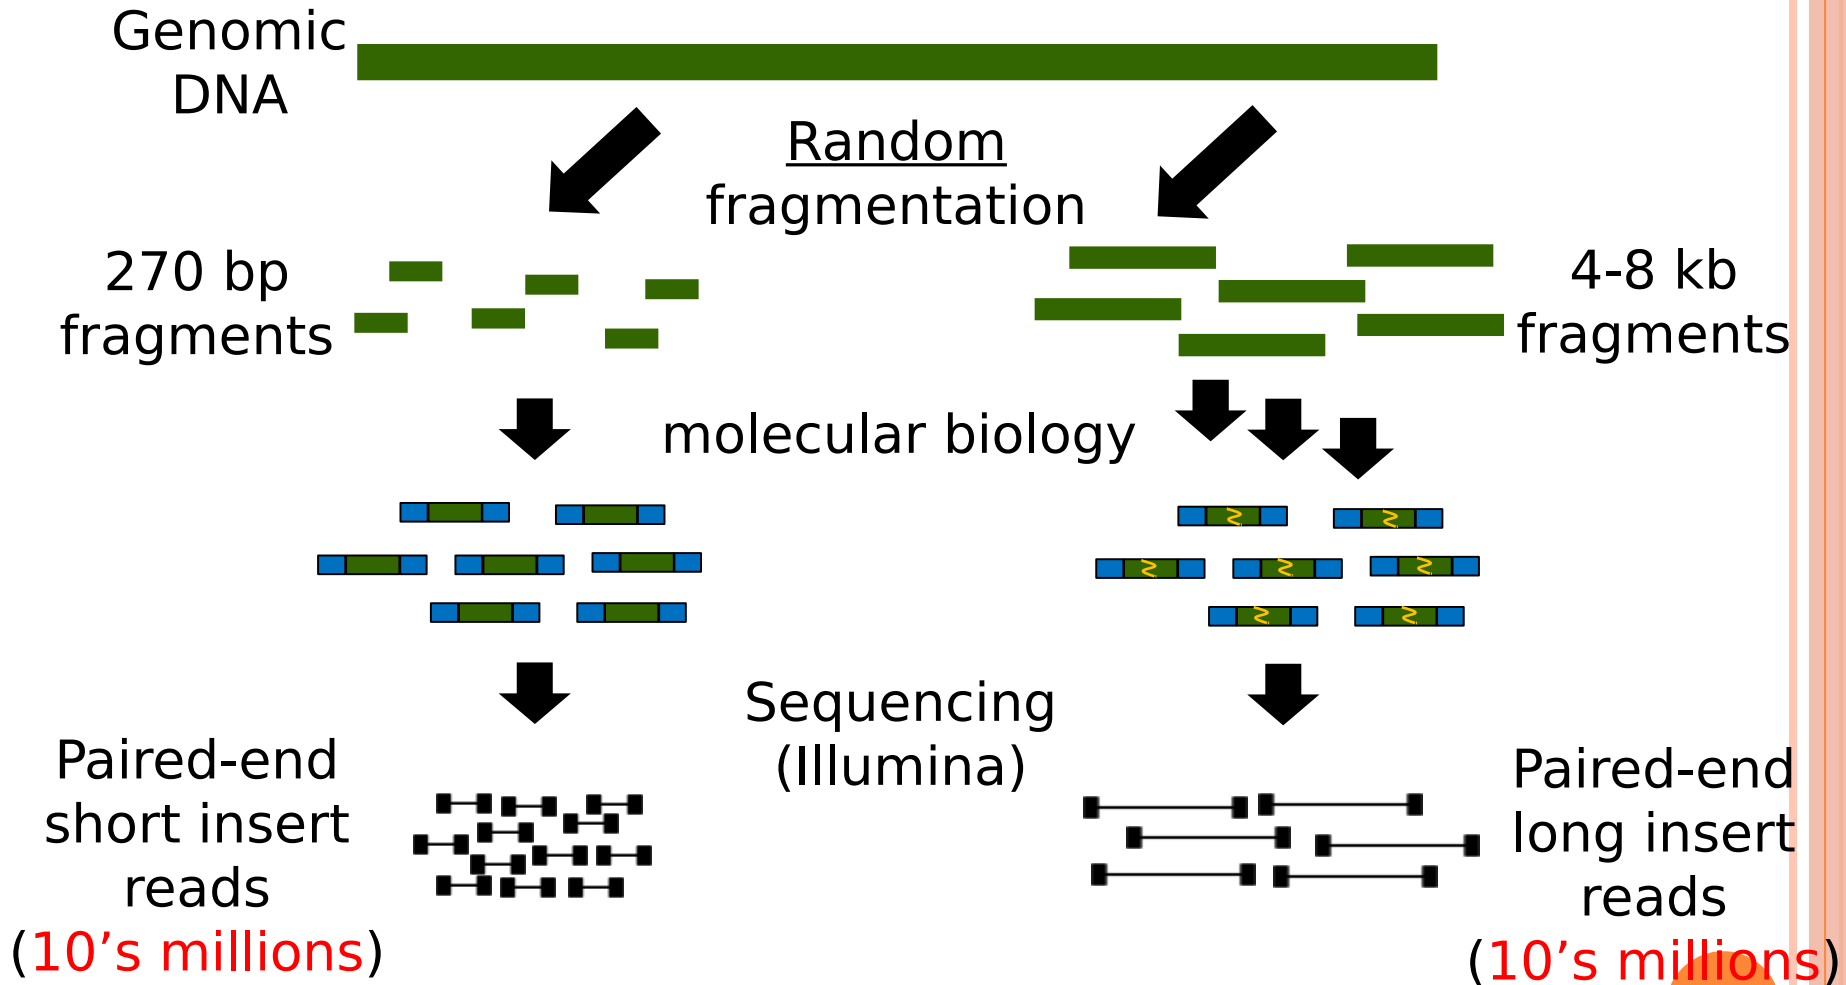 Genomic
DNA
Random
fragmentation
270 bp
fragments
4-8 kb
fragments
molecular biology
Sequencing
(Illumina)
Paired-end
short insert
reads
(10’s millions)
Paired-end
long insert
reads
(10’s millions)